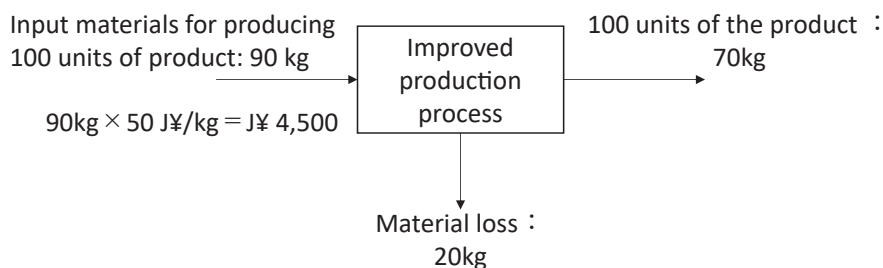 Input materials for producing
100 units of product: 90 kg
90kg × 50 J¥/kg = J¥ 4,500
Improved
production
process
100 units of the product：
70kg
Material loss：
20kg